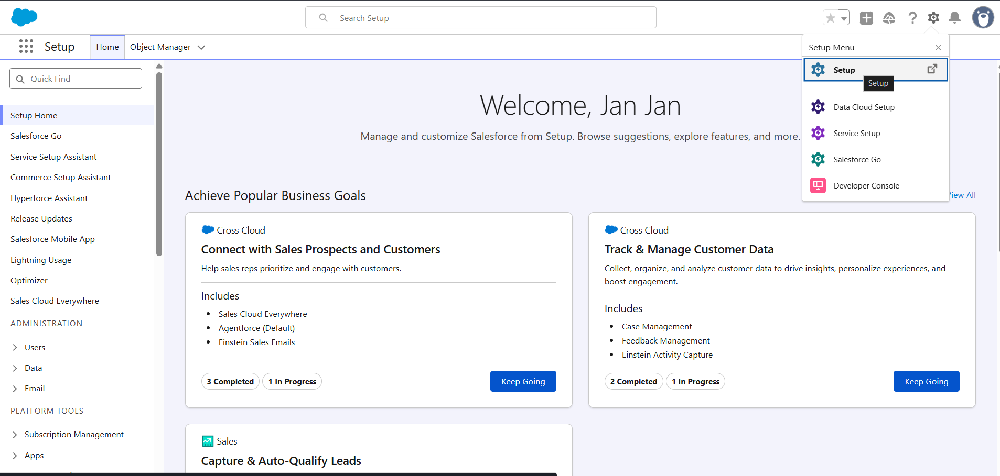 Search Setup
Setup
Home
Object Manager
Setup Menu
Setup
Setup
Data Cloud Setup
Service Setup
Salesforce Go
Developer Console
Quick Find
Setup Home
Salesforce Go
Service Setup Assistant
Commerce Setup Assistant
Hyperforce Assistant
Release Updates
Salesforce Mobile App
Lightning Usage
Optimizer
Sales Cloud Everywhere
ADMINISTRATION
Users
Data
Email
PLATFORM TOOLS
Subscription Management
Apps
Welcome, Jan Jan
Manage and customize Salesforce from Setup. Browse suggestions, explore features, and more.
Achieve Popular Business Goals
View All
Cross Cloud
Connect with Sales Prospects and Customers
Help sales reps prioritize and engage with customers.
Includes
• Sales Cloud Everywhere
• Agentforce (Default)
• Einstein Sales Emails
3 Completed
1 In Progress
Keep Going
Cross Cloud
Track & Manage Customer Data
Collect, organize, and analyze customer data to drive insights, personalize experiences, and
boost engagement.
Includes
• Case Management
• Feedback Management
• Einstein Activity Capture
2 Completed
1 In Progress
Keep Going
Sales
Capture & Auto-Qualify Leads